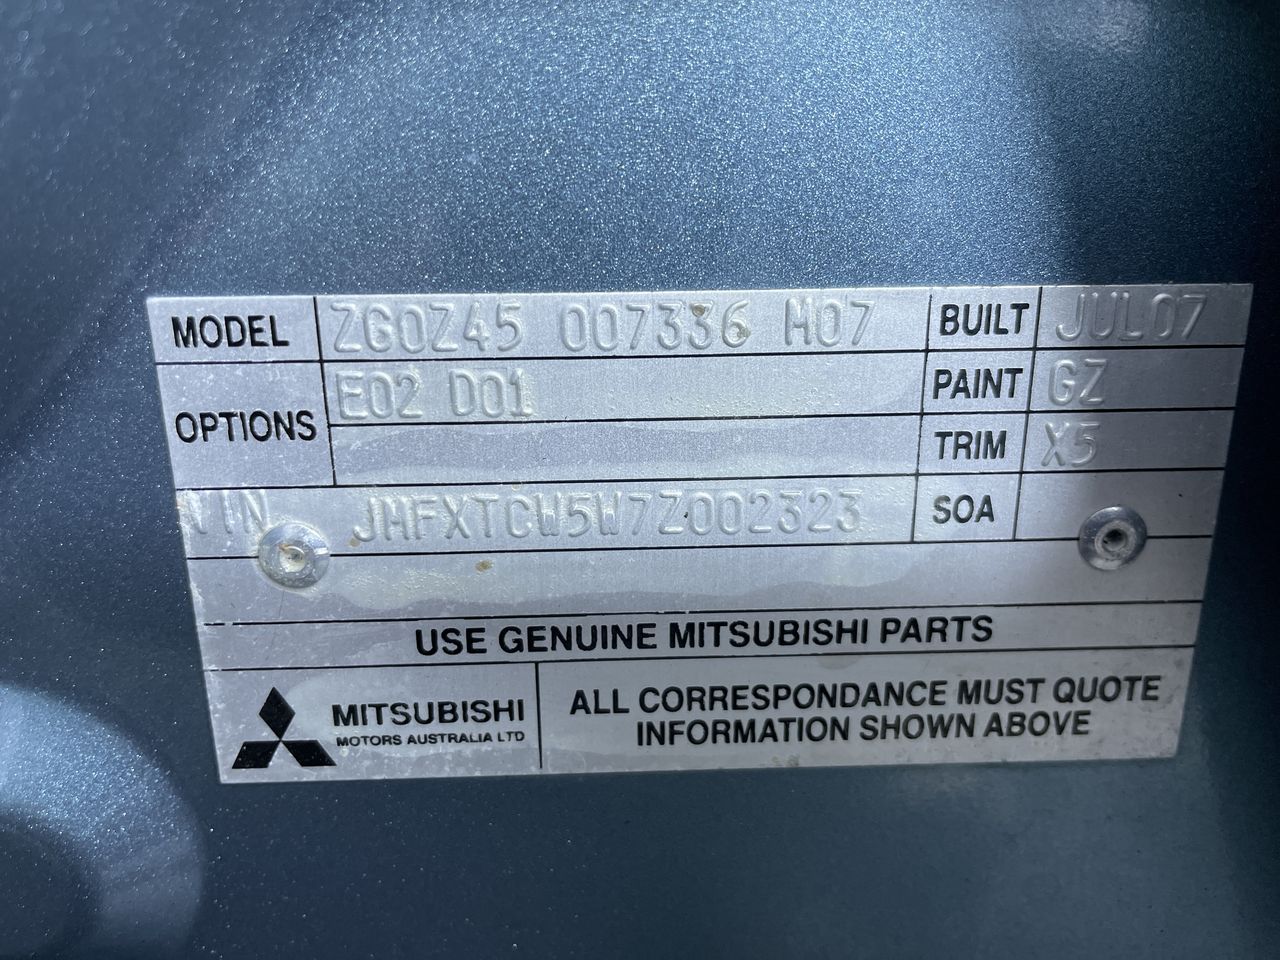 MODEL ZG0Z45 007336 M07 BUILT JUL07
OPTIONS E02 D01 PAINT GZ
TRIM X5
VIN JMFXTCW5W7Z002323 SOA
USE GENUINE MITSUBISHI PARTS
MITSUBISHI
MOTORS AUSTRALIA LTD
ALL CORRESPONDANCE MUST QUOTE
INFORMATION SHOWN ABOVE